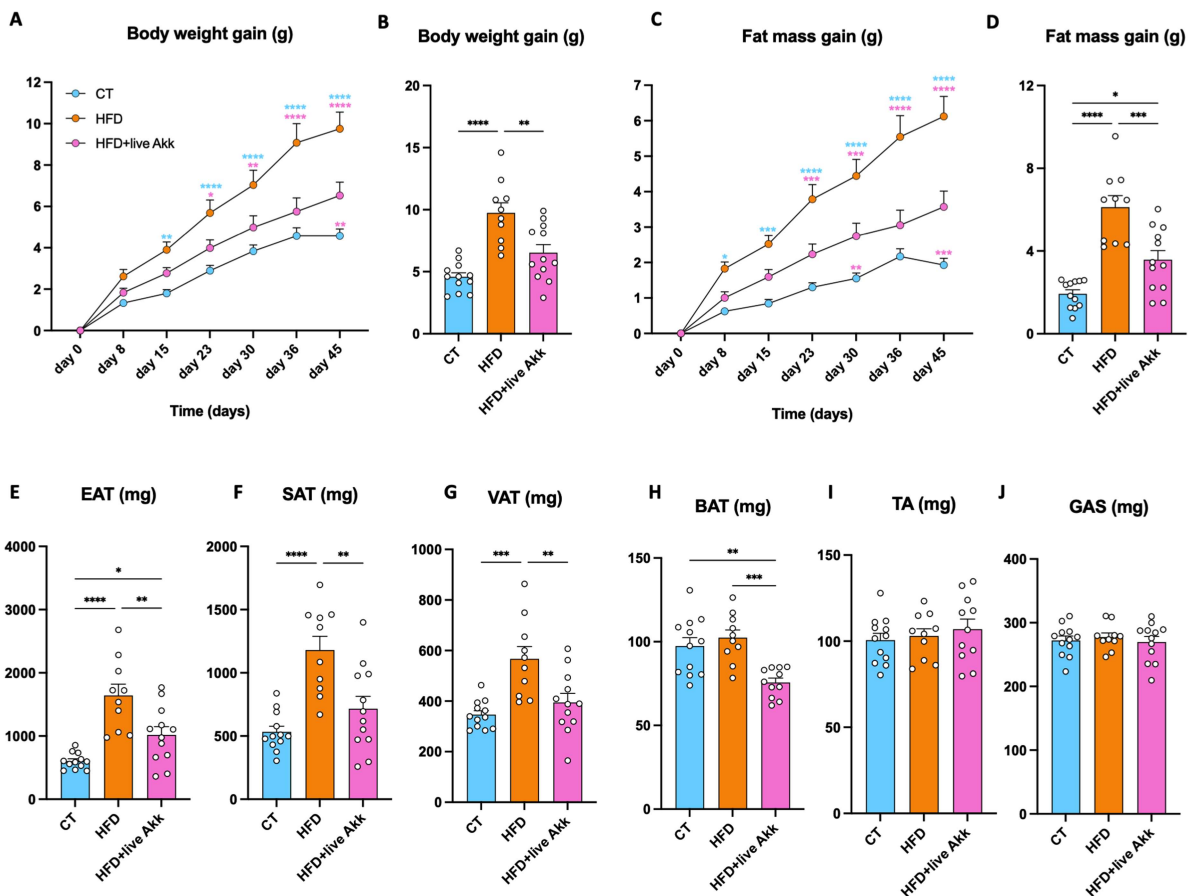 A
Body weight gain (g)
12
10
8
6
4
2
0
CT
HFD
HFD+live Akk
**
****
*
****
**
****
****
****
****
**
day 0
day 8
day 15
day 23
day 30
day 36
day 45
Time (days)
B
Body weight gain (g)
20
15
10
5
0
****
**
CT
HFD
HFD+live Akk
C
Fat mass gain (g)
7
6
5
4
3
2
1
0
*
***
****
***
****
***
**
****
****
****
****
***
day 0
day 8
day 15
day 23
day 30
day 36
day 45
Time (days)
D
Fat mass gain (g)
12
8
4
0
*
****
***
CT
HFD
HFD+live Akk
E
EAT (mg)
4000
3000
2000
1000
0
*
****
**
CT
HFD
HFD+live Akk
F
SAT (mg)
2000
1500
1000
500
0
****
**
CT
HFD
HFD+live Akk
G
VAT (mg)
1000
800
600
400
200
0
***
**
CT
HFD
HFD+live Akk
H
BAT (mg)
150
100
50
0
**
***
CT
HFD
HFD+live Akk
I
TA (mg)
150
100
50
0
CT
HFD
HFD+live Akk
J
GAS (mg)
400
300
200
100
0
CT
HFD
HFD+live Akk